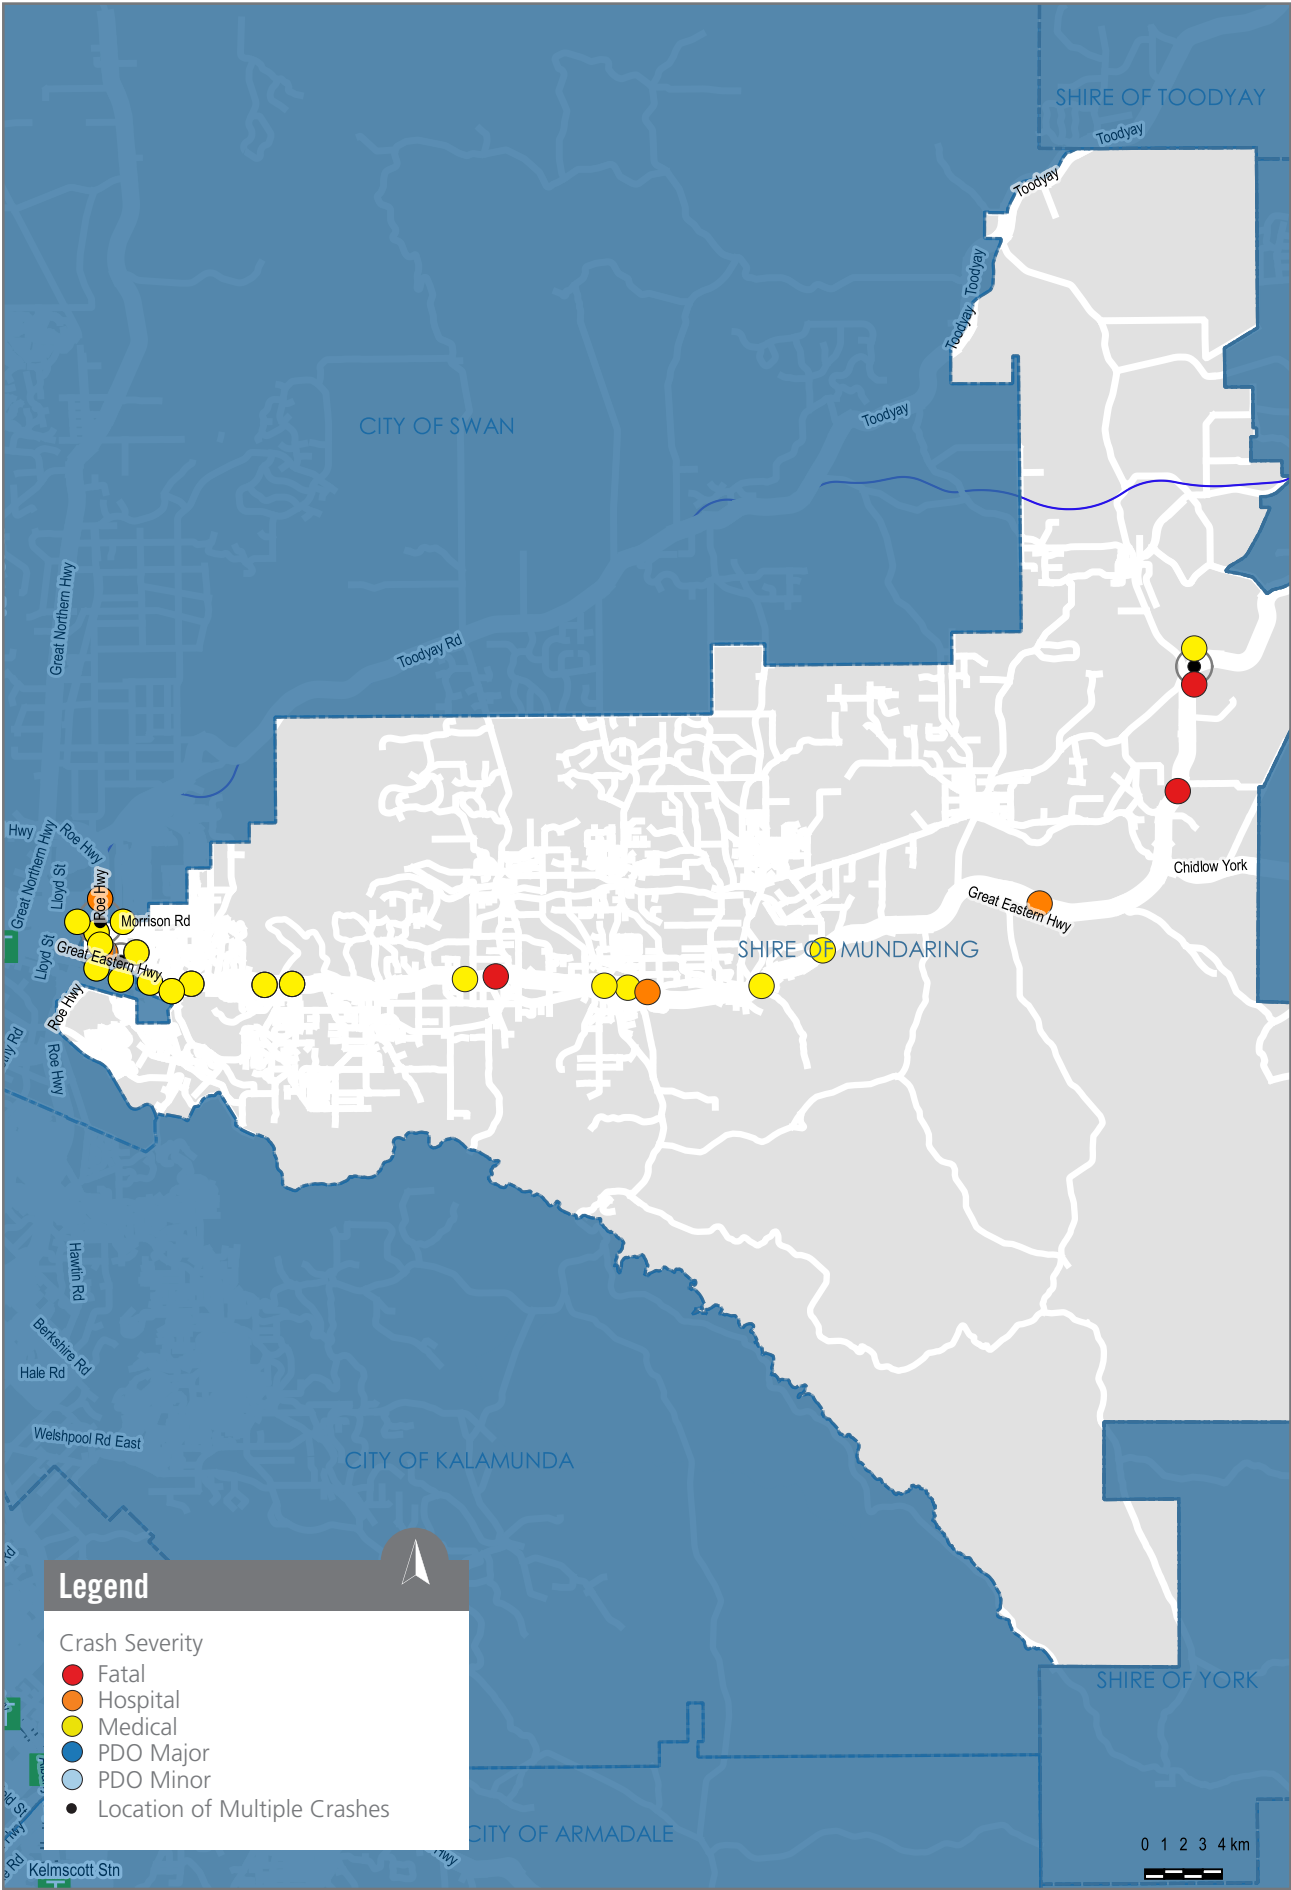 SHIRE OF TOODYAY
Toodyay
Toodyay
Toodyay
Toodyay
Toodyay
CITY OF SWAN
Great Northern Hwy
Toodyay Rd
Hwy
Great Northern Hwy
Roe Hwy
Lloyd St
Roe Hwy
Morrison Rd
Lloyd St
Great Eastern Hwy
Roe Hwy
Roe Hwy
Chidlow York
Great Eastern Hwy
SHIRE OF MUNDARING
Hawtin Rd
Berkshire Rd
Hale Rd
Welshpool Rd East
CITY OF KALAMUNDA
Legend
Crash Severity
Fatal
Hospital
Medical
PDO Major
PDO Minor
Location of Multiple Crashes
SHIRE OF YORK
CITY OF ARMADALE
Hwy
Kelmscott Stn
0 1 2 3 4 km